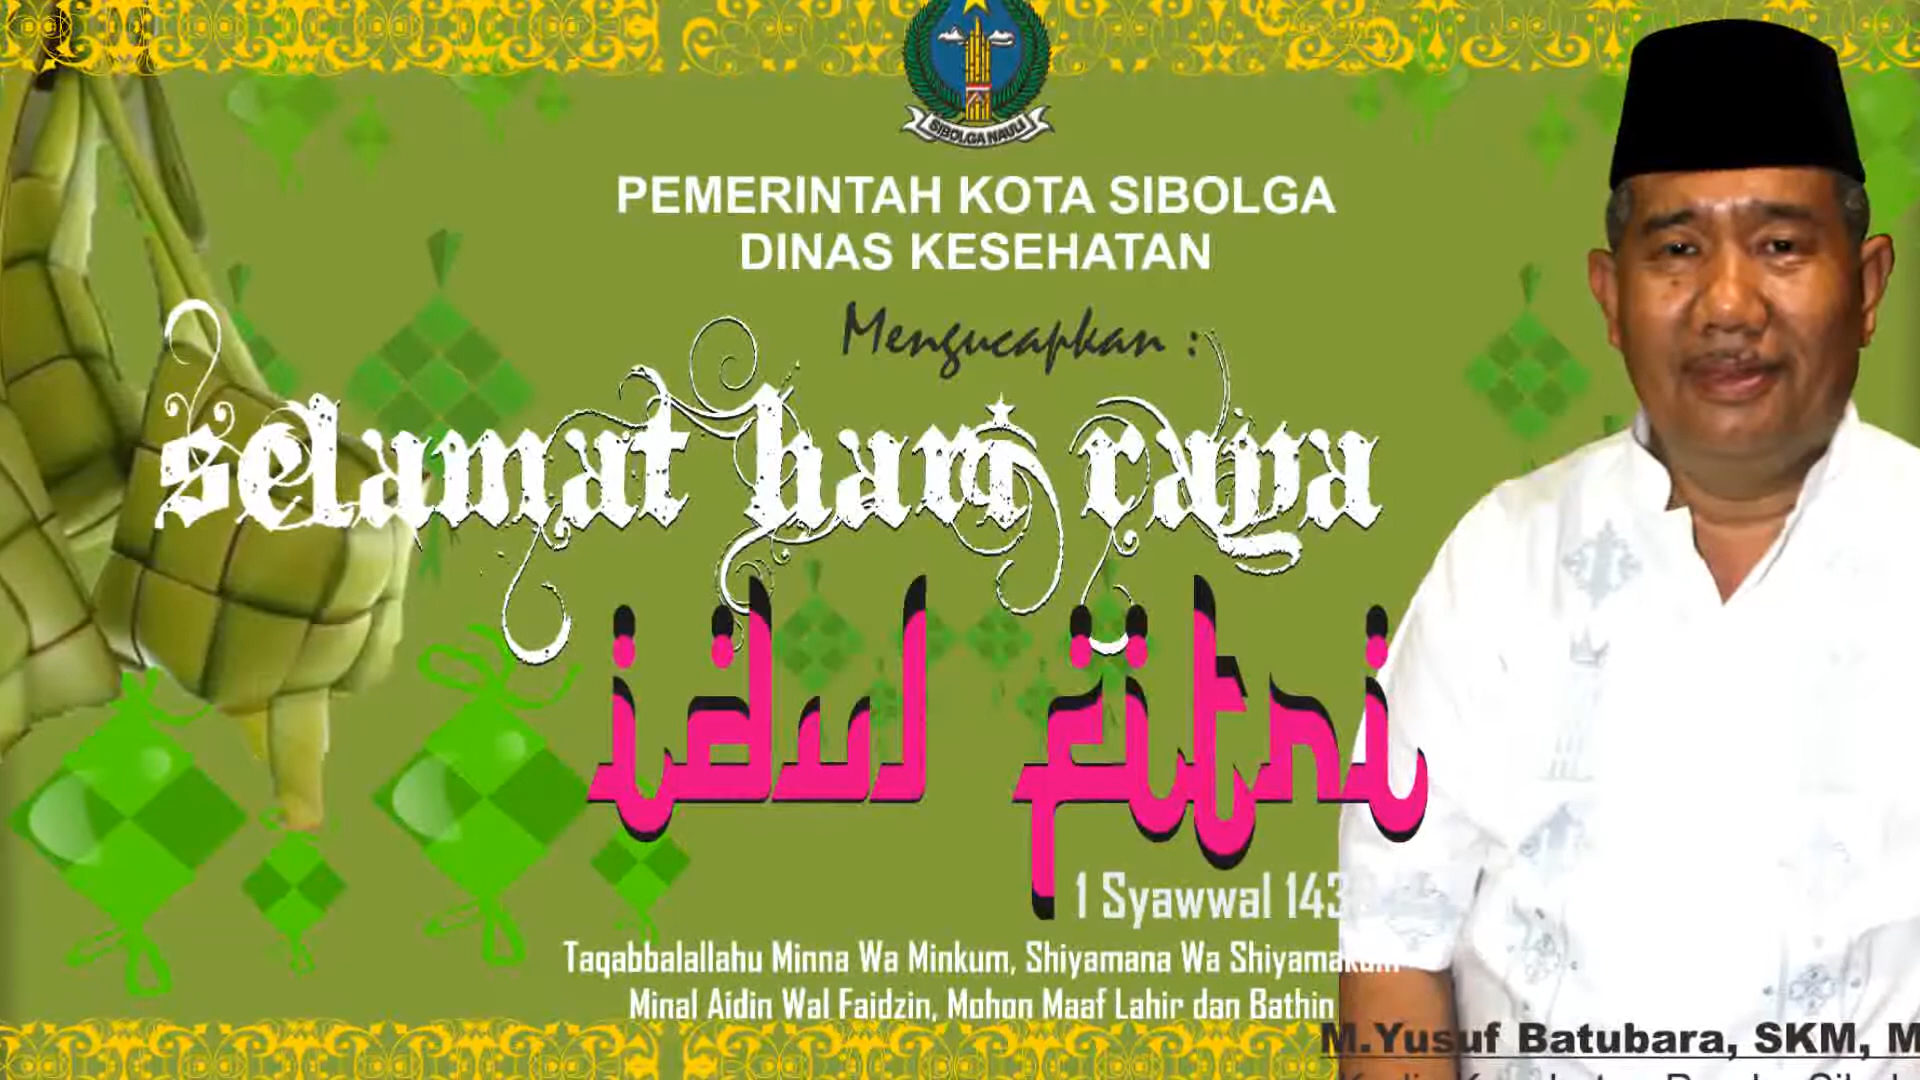 SIBOLGA NAULI
PEMERINTAH KOTA SIBOLGA
DINAS KESEHATAN
Mengucapkan :
selamat hari raya
idul fitri
1 Syawwal 143
Taqabbalallahu Minna Wa Minkum, Shiyamana Wa Shiyamakum
Minal Aidin Wal Faidzin, Mohon Maaf Lahir dan Bathin
M.Yusuf Batubara, SKM, M